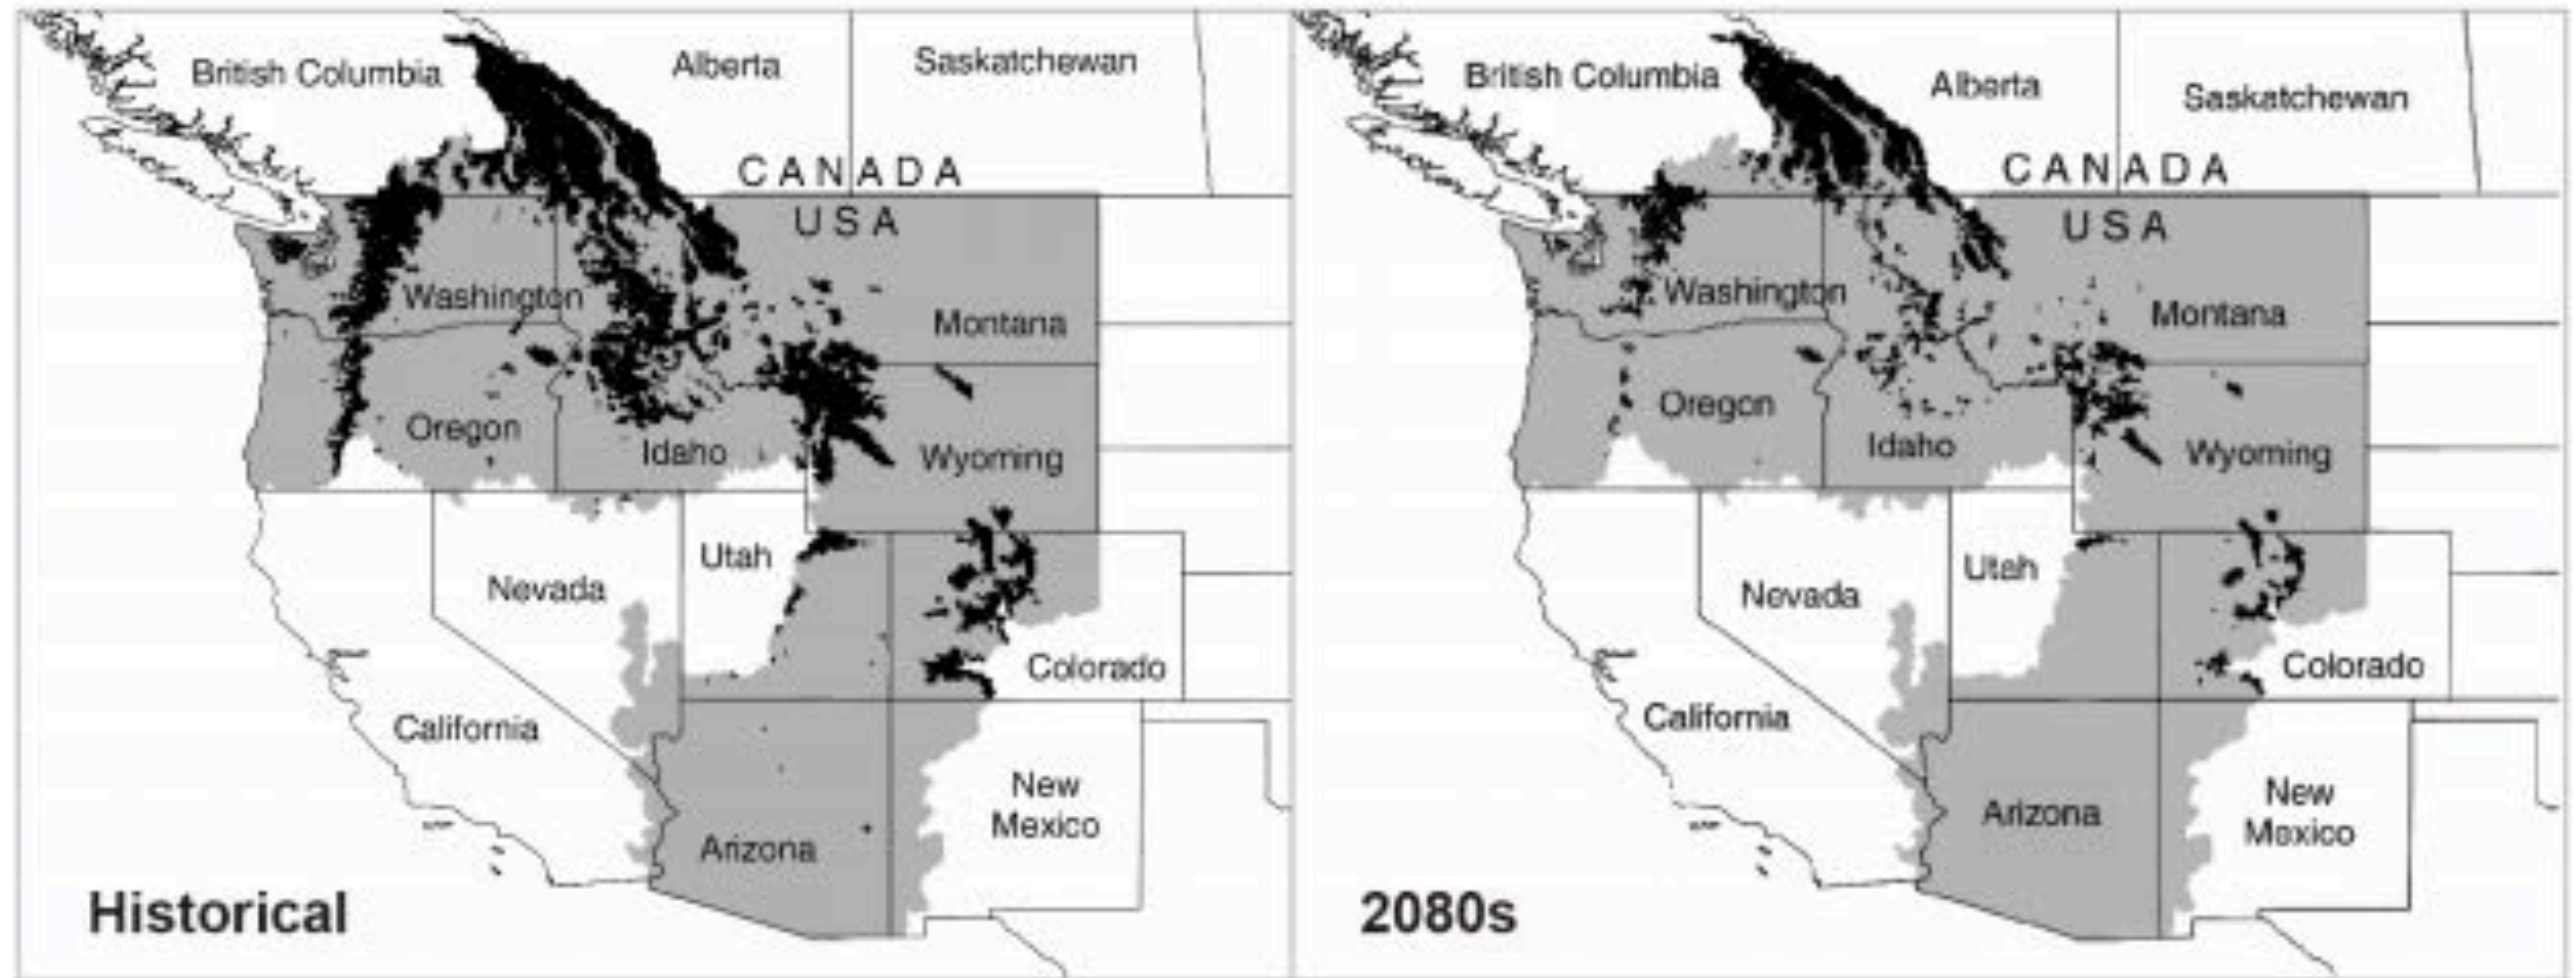 British Columbia
Alberta
Saskatchewan
CANADA
USA
Washington
Montana
Oregon
Idaho
Wyoming
Utah
Nevada
Colorado
California
New
Mexico
Arizona
Historical
British Columbia
Alberta
Saskatchewan
CANADA
USA
Washington
Montana
Oregon
Idaho
Wyoming
Utah
Nevada
Colorado
California
New
Mexico
Arizona
2080s